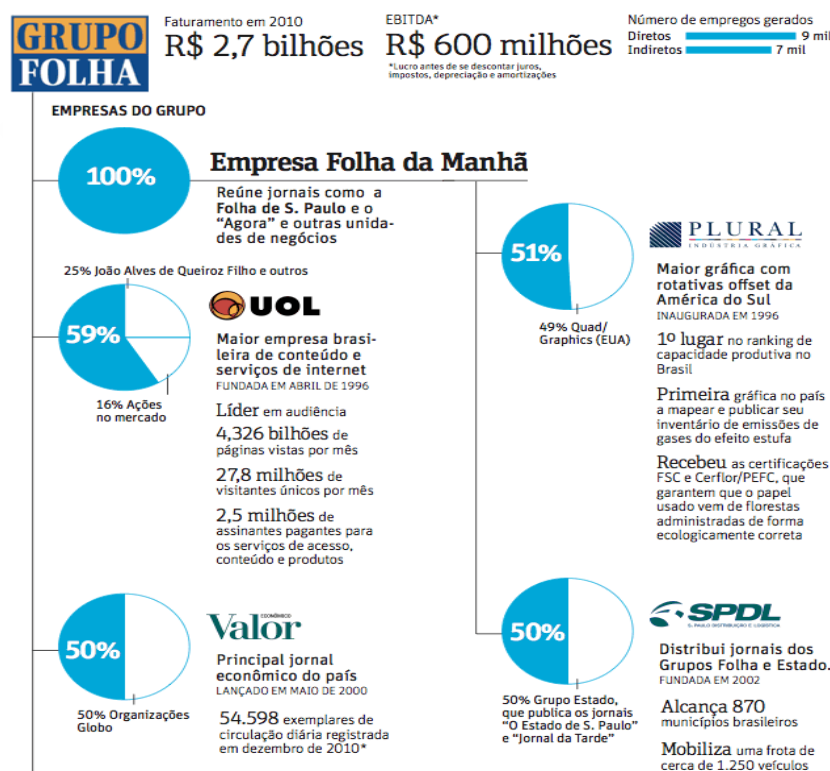 GRUPO
FOLHA
Faturamento em 2010
R$ 2,7 bilhões
EBITDA*
R$ 600 milhões
*Lucro antes de se descontar juros,
impostos, depreciação e amortizações
Número de empregos gerados
Diretos 9 mil
Indiretos 7 mil
EMPRESAS DO GRUPO
100%
Empresa Folha da Manhã
Reúne jornais como a
Folha de S. Paulo e o
“Agora” e outras unida-
des de negócios
25% João Alves de Queiroz Filho e outros
59%
16% Ações
no mercado
UOL
Maior empresa brasi-
leira de conteúdo e
serviços de internet
FUNDADA EM ABRIL DE 1996
Líder em audiência
4,326 bilhões de
páginas vistas por mês
27,8 milhões de
visitantes únicos por mês
2,5 milhões de
assinantes pagantes para
os serviços de acesso,
conteúdo e produtos
50%
50% Organizações
Globo
Valor
ECONÔMICO
Principal jornal
econômico do país
LANÇADO EM MAIO DE 2000
54.598 exemplares de
circulação diária registrada
em dezembro de 2010*
51%
49% Quad/
Graphics (EUA)
PLURAL
INDÚSTRIA GRÁFICA
Maior gráfica com
rotativas offset da
América do Sul
INAUGURADA EM 1996
1º lugar no ranking de
capacidade produtiva no
Brasil
Primeira gráfica no país
a mapear e publicar seu
inventário de emissões de
gases do efeito estufa
Recebeu as certificações
FSC e Cerflor/PEFC, que
garantem que o papel
usado vem de florestas
administradas de forma
ecologicamente correta
50%
50% Grupo Estado,
que publica os jornais
“O Estado de S. Paulo”
e “Jornal da Tarde”
SPDL
S. PAULO DISTRIBUIÇÃO E LOGÍSTICA
Distribui jornais dos
Grupos Folha e Estado.
FUNDADA EM 2002
Alcança 870
municípios brasileiros
Mobiliza uma frota de
cerca de 1.250 veículos